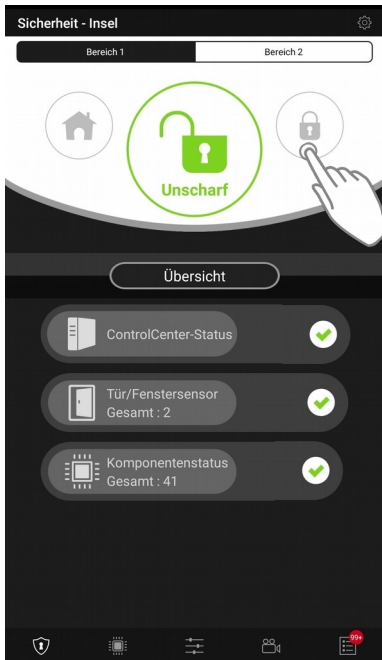 Sicherheit - Insel
Bereich 1
Bereich 2
Unscharf
Übersicht
ControlCenter-Status
Tür/Fenstersensor
Gesamt : 2
Komponentenstatus
Gesamt : 41
99+